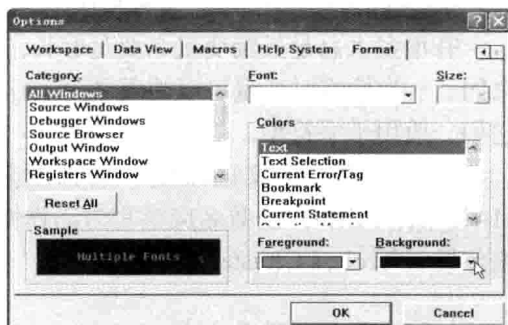 Options
Workspace Data View Macros Help System Format
Category:
All Windows
Source Windows
Debugger Windows
Source Browser
Output Window
Workspace Window
Registers Window
Reset All
Sample
Multiple Fonts
Font:
Size:
Colors
Text
Text Selection
Current Error/Tag
Bookmark
Breakpoint
Current Statement
Foreground:
Background:
OK
Cancel